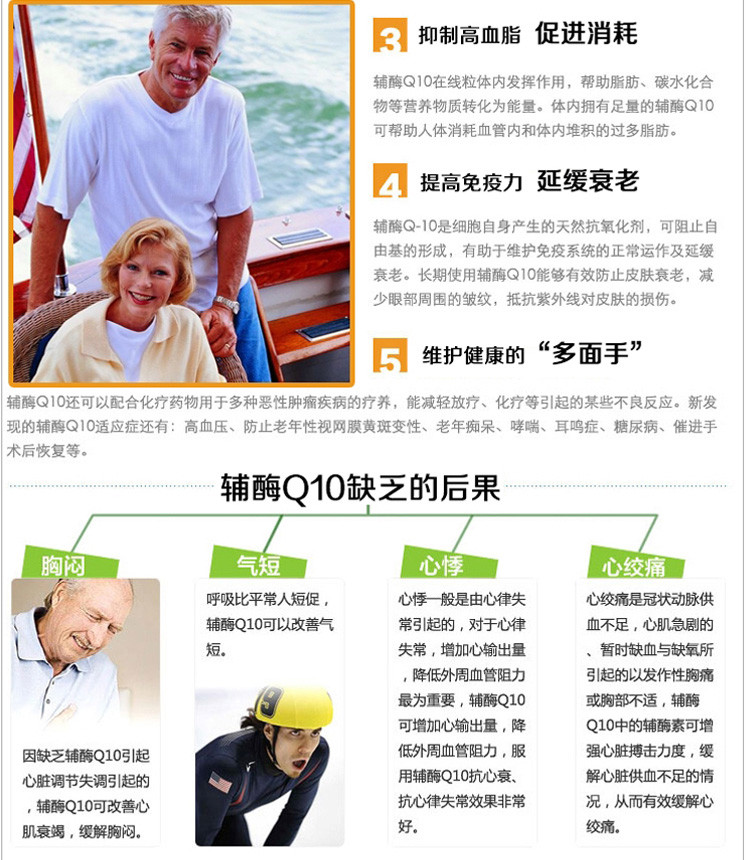 3 抑制高血脂 促进消耗
辅酶Q10在线粒体内发挥作用，帮助脂肪、碳水化合
物等营养物质转化为能量。体内拥有足量的辅酶Q10
可帮助人体消耗血管内和体内堆积的过多脂肪。
4 提高免疫力 延缓衰老
辅酶Q-10是细胞自身产生的天然抗氧化剂，可阻止自
由基的形成，有助于维护免疫系统的正常运作及延缓
衰老。长期使用辅酶Q10能够有效防止皮肤衰老，减
少眼部周围的皱纹，抵抗紫外线对皮肤的损伤。
5 维护健康的“多面手”
辅酶Q10还可以配合化疗药物用于多种恶性肿瘤疾病的疗养，能减轻放疗、化疗等引起的某些不良反应。新发
现的辅酶Q10适应症还有：高血压、防止老年性视网膜黄斑变性、老年痴呆、哮喘、耳鸣症、糖尿病、催进手
术后恢复等。
辅酶Q10缺乏的后果
胸闷
因缺乏辅酶Q10引起
心脏调节失调引起的
，辅酶Q10可改善心
肌衰竭，缓解胸闷。
气短
呼吸比平常人短促，
辅酶Q10可以改善气
短。
9
心悸
心悸一般是由心律失
常引起的，对于心律
失常，增加心输出量
，降低外周血管阻力
最为重要，辅酶Q10
可增加心输出量，降
低外周血管阻力，服
用辅酶Q10抗心衰、
抗心律失常效果非常
好。
心绞痛
心绞痛是冠状动脉供
血不足，心肌急剧的
、暂时缺血与缺氧所
引起的以发作性胸痛
或胸部不适，辅酶
Q10中的辅酶素可增
强心脏搏击力度，缓
解心脏供血不足的情
况，从而有效缓解心
绞痛。